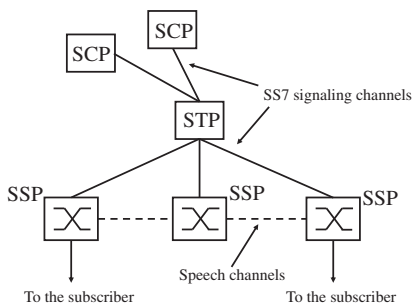 SCP
SCP
SS7 signaling channels
STP
SSP
SSP
SSP
Speech channels
To the subscriber
To the subscriber